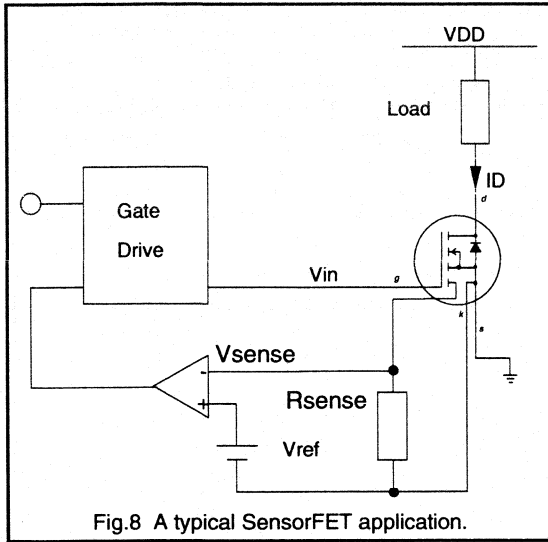 VDD
Load
ID
d
Gate
Drive
Vin
g
k
s
Vsense
-
+
Rsense
Vref
Fig.8 A typical SensorFET application.